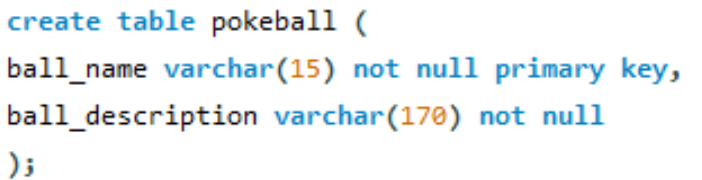 create table pokeball (
ball_name varchar(15) not null primary key,
ball_description varchar(170) not null
);